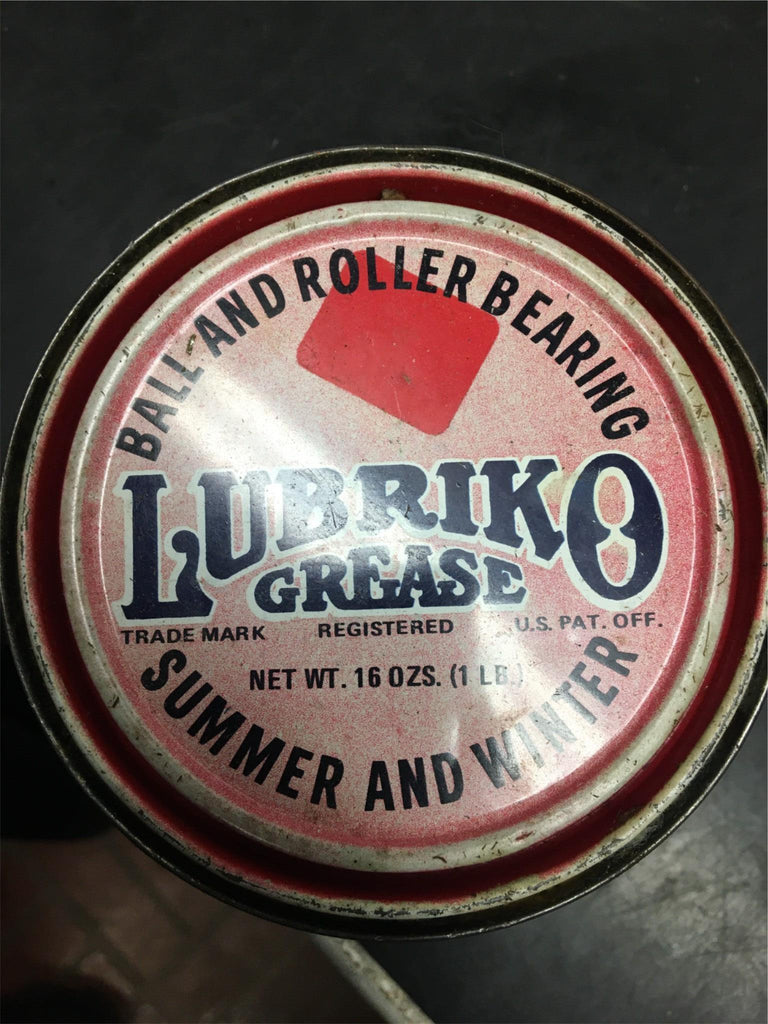 BALL AND ROLLER BEARING
LUBRIKO
GREASE
TRADE MARK REGISTERED U.S. PAT. OFF.
NET WT. 16 OZS. (1 LB.)
SUMMER AND WINTER